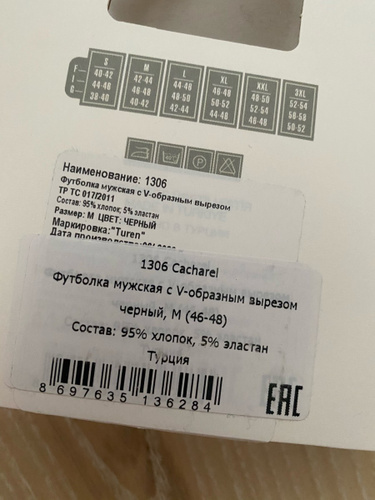 S M L XL XXL 3XL
F 40-42 42-44 44-46 46-48 48-50 52-54
I 44-46 46-48 48-50 50-52 52-54 56-58
G 38-40 40-42 42-44 44-48 46-48 50-52
Наименование: 1306
Футболка мужская с V-образным вырезом
ТР ТС 017/2011
Состав: 95% хлопок; 5% эластан
Размер: M ЦВЕТ: ЧЕРНЫЙ
Маркировка:"Turen"
Дата производства:
1306 Cacharel
Футболка мужская с V-образным вырезом
черный, M (46-48)
Состав: 95% хлопок, 5% эластан
Турция
8 697635 136284
EAC